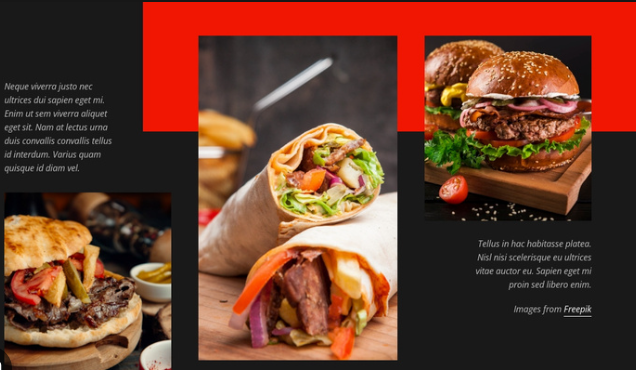 Neque viverra justo nec
ultrices dui sapien eget mi.
Enim ut sem viverra aliquet
eget sit. Nam at lectus urna
duis convallis convallis tellus
id interdum. Varius quam
quisque id diam vel.
Tellus in hac habitasse platea.
Nisl nisi scelerisque eu ultrices
vitae auctor eu. Sapien eget mi
proin sed libero enim.
Images from Freepik